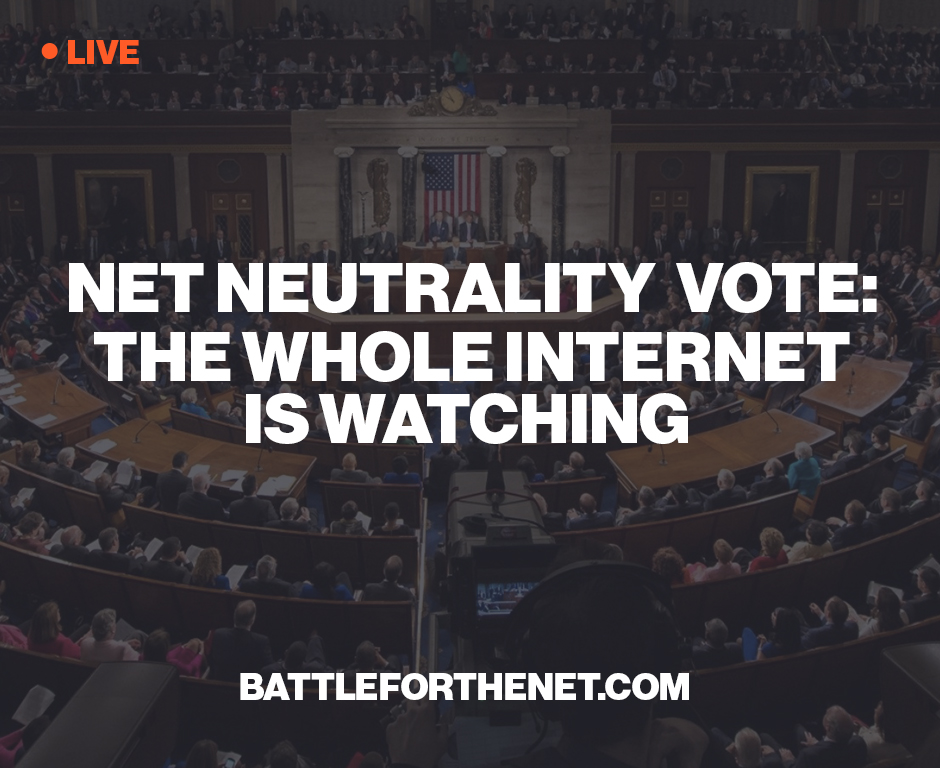 LIVE
NET NEUTRALITY VOTE:
THE WHOLE INTERNET
IS WATCHING
BATTLEFORTHENET.COM